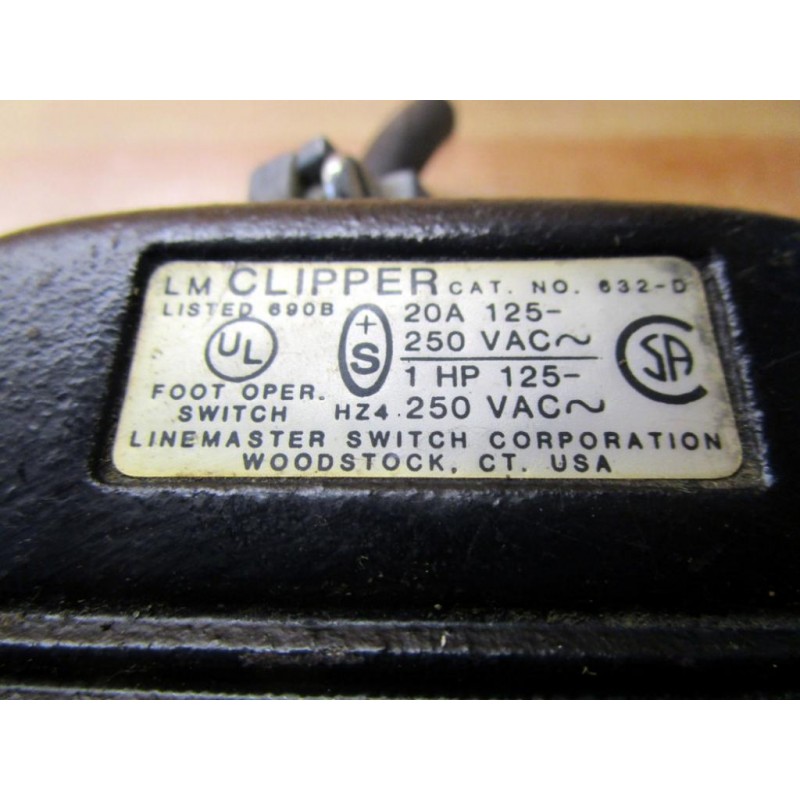 LM CLIPPER CAT. NO. 632-D
LISTED 690B
UL
FOOT OPER.
SWITCH HZ4
+
S
20A 125-
250 VAC~
1 HP 125-
250 VAC~
CSA
LINEMASTER SWITCH CORPORATION
WOODSTOCK, CT. USA